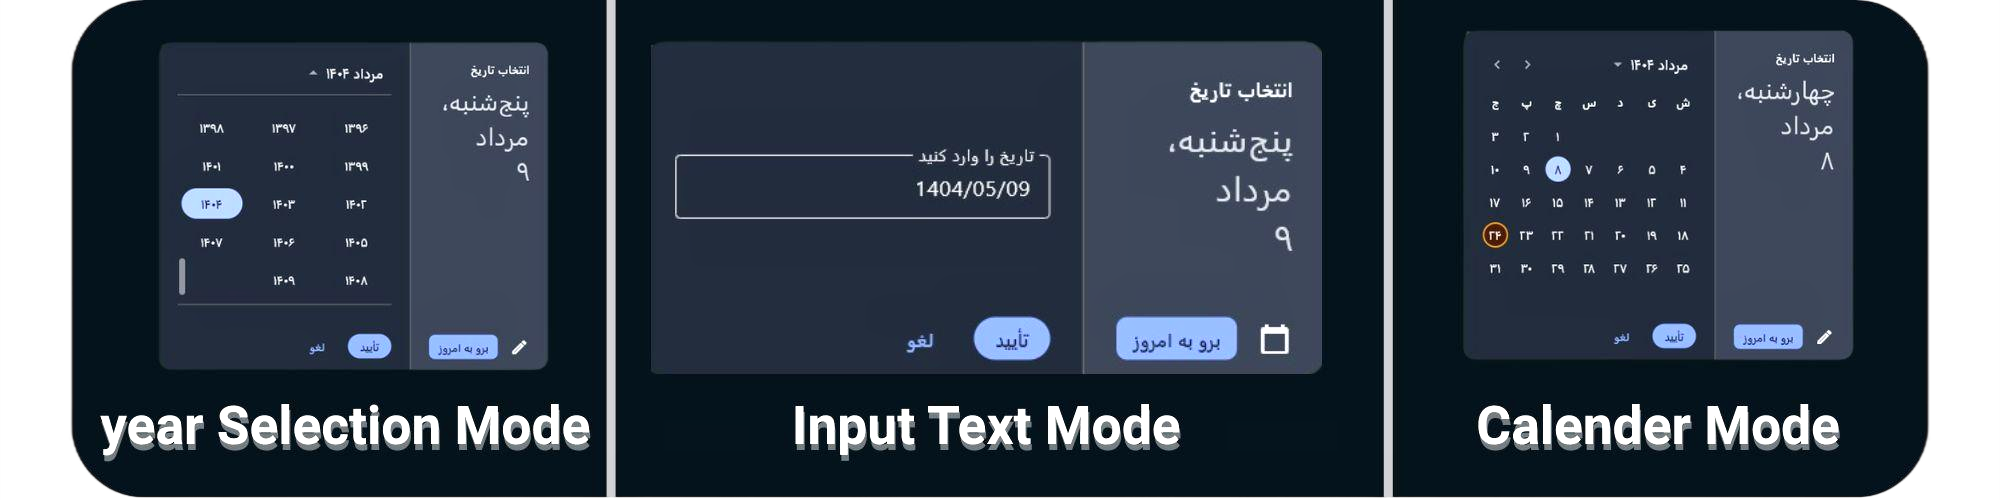 مرداد ۱۴۰۴
۱۳۹۶ ۱۳۹۷ ۱۳۹۸
۱۳۹۹ ۱۴۰۰ ۱۴۰۱
۱۴۰۲ ۱۴۰۳ ۱۴۰۴
۱۴۰۵ ۱۴۰۶ ۱۴۰۷
۱۴۰۸ ۱۴۰۹
تأیید لغو
انتخاب تاریخ
پنج‌شنبه،
مرداد
۹
برو به امروز
year Selection Mode
انتخاب تاریخ
پنج‌شنبه،
مرداد
۹
برو به امروز
تاریخ را وارد کنید
1404/05/09
تأیید لغو
Input Text Mode
انتخاب تاریخ
چهارشنبه،
مرداد
۸
برو به امروز
مرداد ۱۴۰۴
ش ی د س چ پ ج
۱ ۲ ۳
۴ ۵ ۶ ۷ ۸ ۹ ۱۰
۱۱ ۱۲ ۱۳ ۱۴ ۱۵ ۱۶ ۱۷
۱۸ ۱۹ ۲۰ ۲۱ ۲۲ ۲۳ ۲۴
۲۵ ۲۶ ۲۷ ۲۸ ۲۹ ۳۰ ۳۱
تأیید لغو
Calender Mode